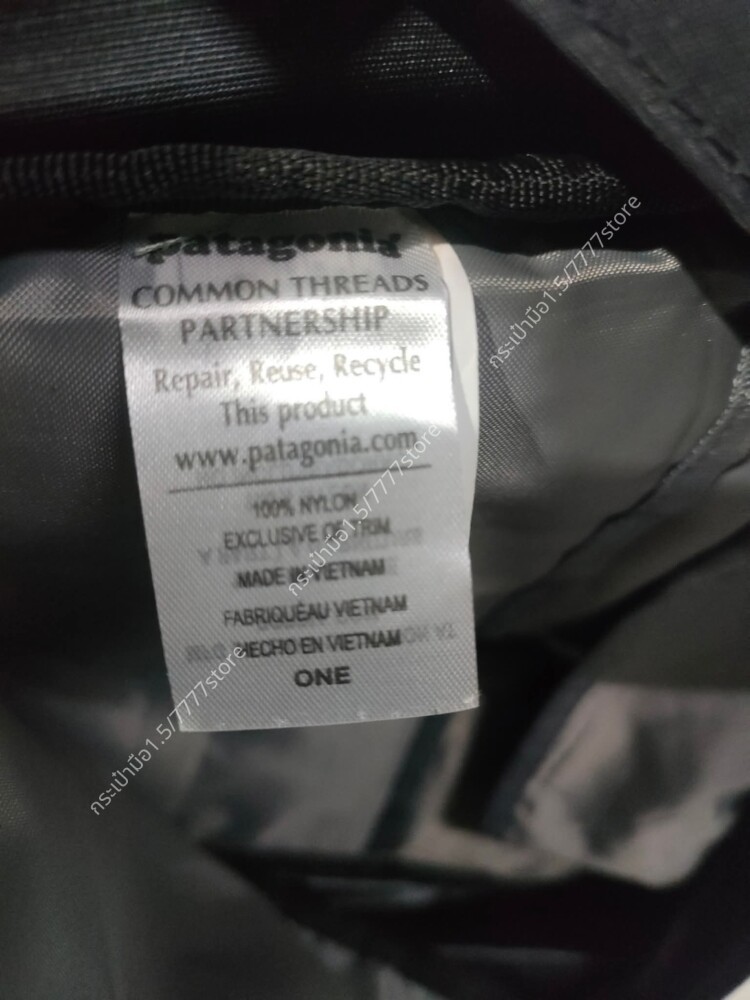 patagonia
COMMON THREADS
PARTNERSHIP
Repair, Reuse, Recycle
This product
www.patagonia.com
100% NYLON
EXCLUSIVE OF TRIM
MADE IN VIETNAM
FABRIQUÉAU VIETNAM
HECHO EN VIETNAM
ONE
กระเป๋ามือ1.5/7777store
กระเป๋ามือ1.5/7777store
กระเป๋ามือ1.5/7777store